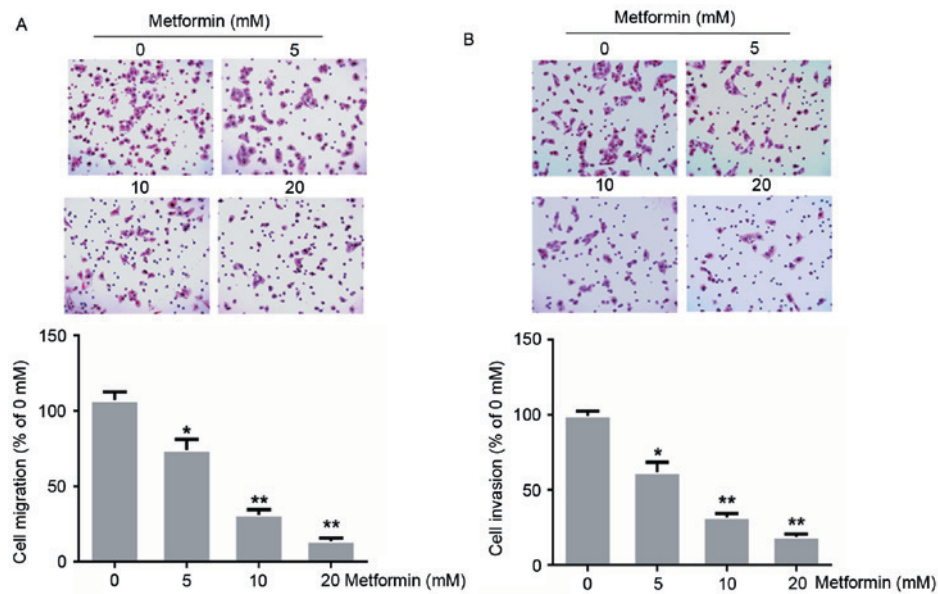 A
Metformin (mM)
0 5
10 20
150
100
50
0
Cell migration (% of 0 mM)
*
**
**
0 5 10 20 Metformin (mM)
B
Metformin (mM)
0 5
10 20
150
100
50
0
Cell invasion (% of 0 mM)
*
**
**
0 5 10 20 Metformin (mM)